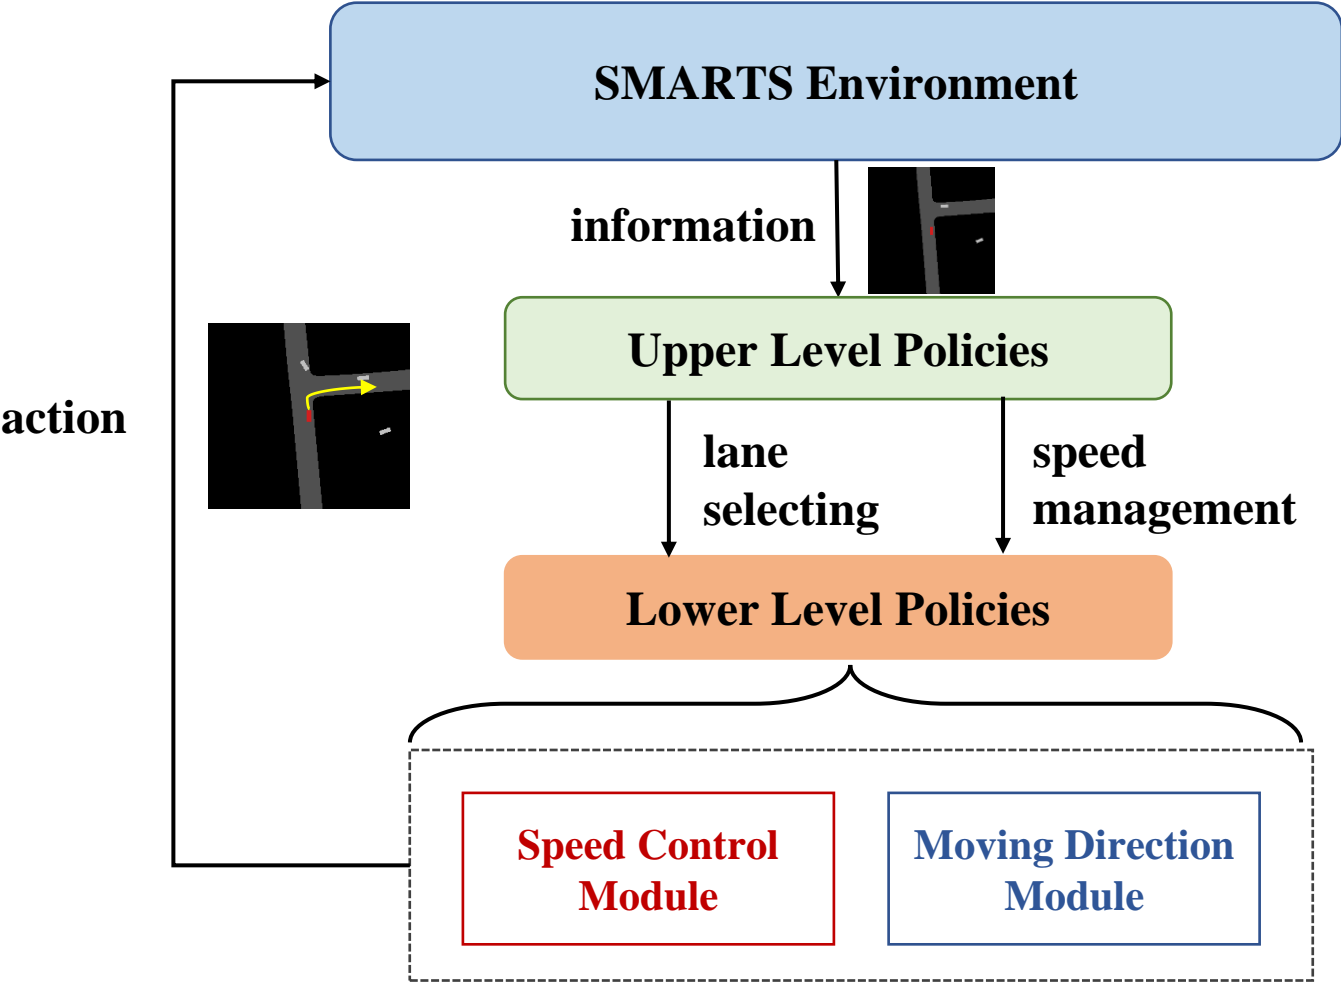 SMARTS Environment
information
Upper Level Policies
action
lane
selecting
speed
management
Lower Level Policies
Speed Control
Module
Moving Direction
Module